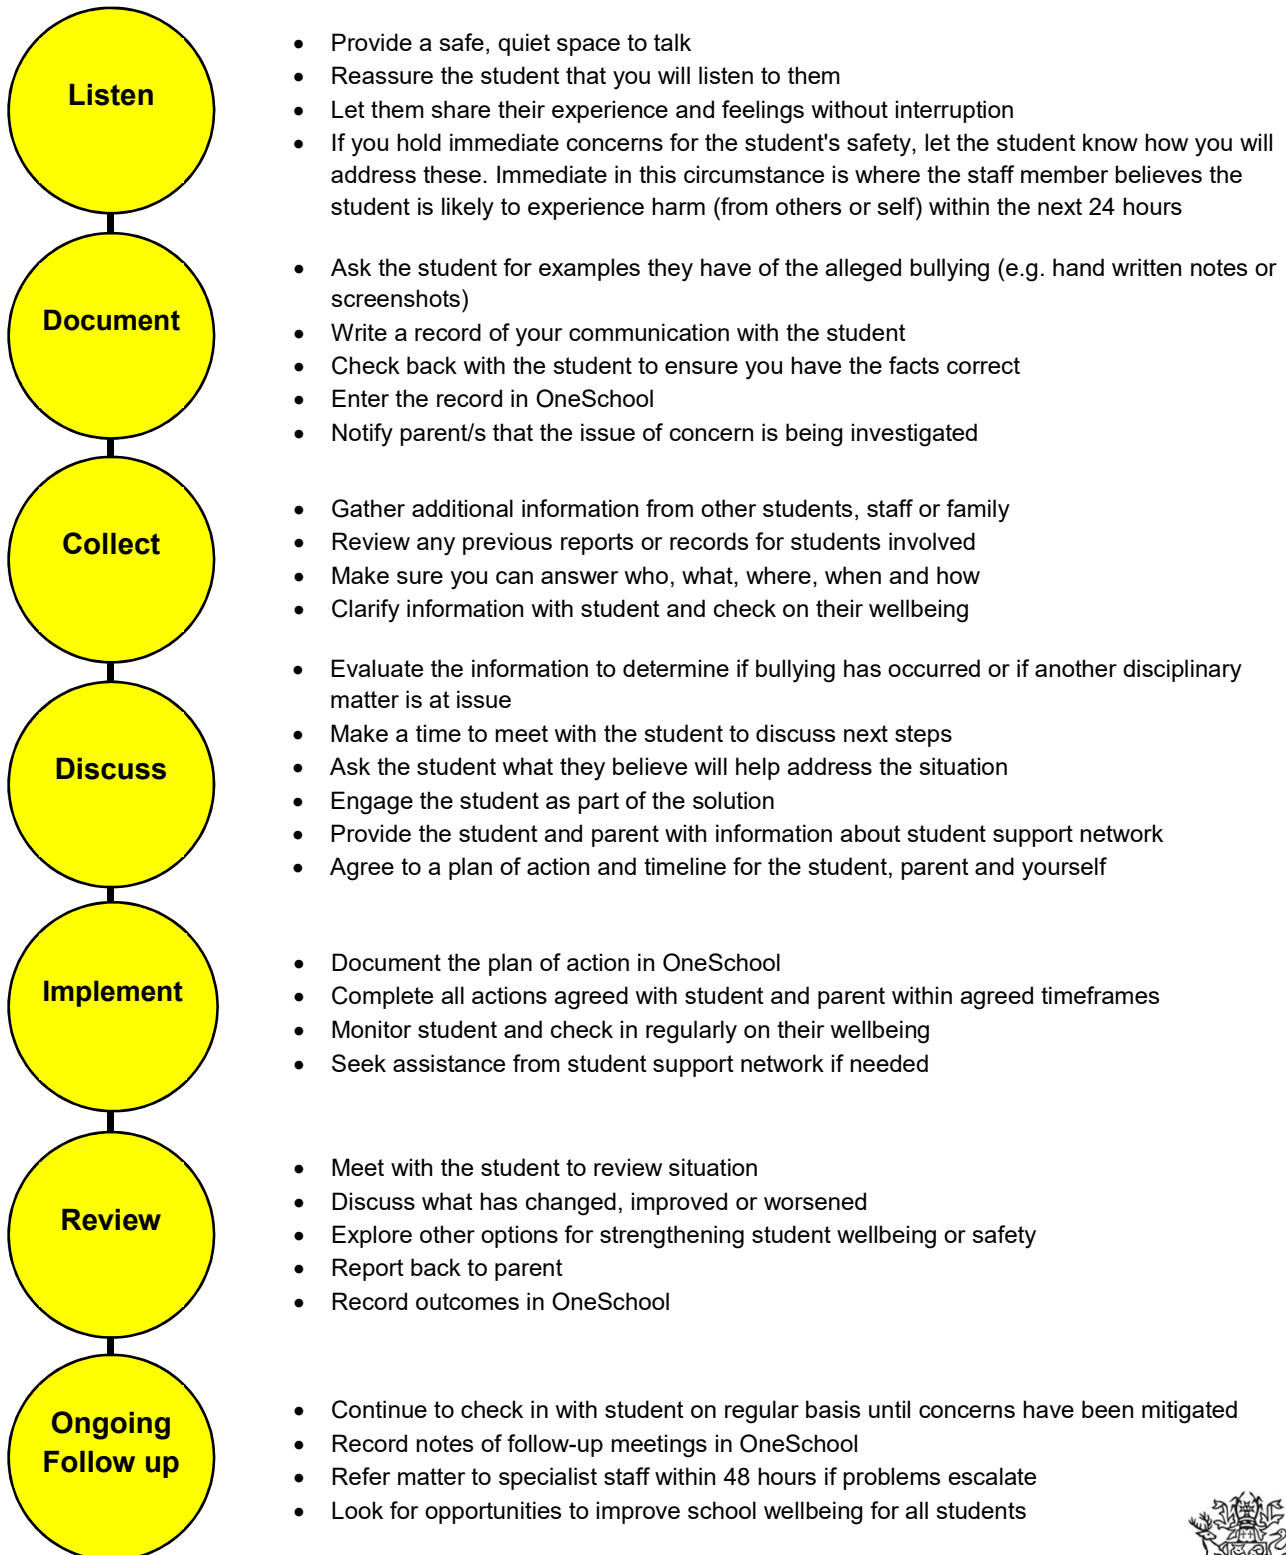 Listen
• Provide a safe, quiet space to talk
• Reassure the student that you will listen to them
• Let them share their experience and feelings without interruption
• If you hold immediate concerns for the student's safety, let the student know how you will
address these. Immediate in this circumstance is where the staff member believes the
student is likely to experience harm (from others or self) within the next 24 hours
Document
• Ask the student for examples they have of the alleged bullying (e.g. hand written notes or
screenshots)
• Write a record of your communication with the student
• Check back with the student to ensure you have the facts correct
• Enter the record in OneSchool
• Notify parent/s that the issue of concern is being investigated
Collect
• Gather additional information from other students, staff or family
• Review any previous reports or records for students involved
• Make sure you can answer who, what, where, when and how
• Clarify information with student and check on their wellbeing
Discuss
• Evaluate the information to determine if bullying has occurred or if another disciplinary
matter is at issue
• Make a time to meet with the student to discuss next steps
• Ask the student what they believe will help address the situation
• Engage the student as part of the solution
• Provide the student and parent with information about student support network
• Agree to a plan of action and timeline for the student, parent and yourself
Implement
• Document the plan of action in OneSchool
• Complete all actions agreed with student and parent within agreed timeframes
• Monitor student and check in regularly on their wellbeing
• Seek assistance from student support network if needed
Review
• Meet with the student to review situation
• Discuss what has changed, improved or worsened
• Explore other options for strengthening student wellbeing or safety
• Report back to parent
• Record outcomes in OneSchool
Ongoing
Follow up
• Continue to check in with student on regular basis until concerns have been mitigated
• Record notes of follow-up meetings in OneSchool
• Refer matter to specialist staff within 48 hours if problems escalate
• Look for opportunities to improve school wellbeing for all students